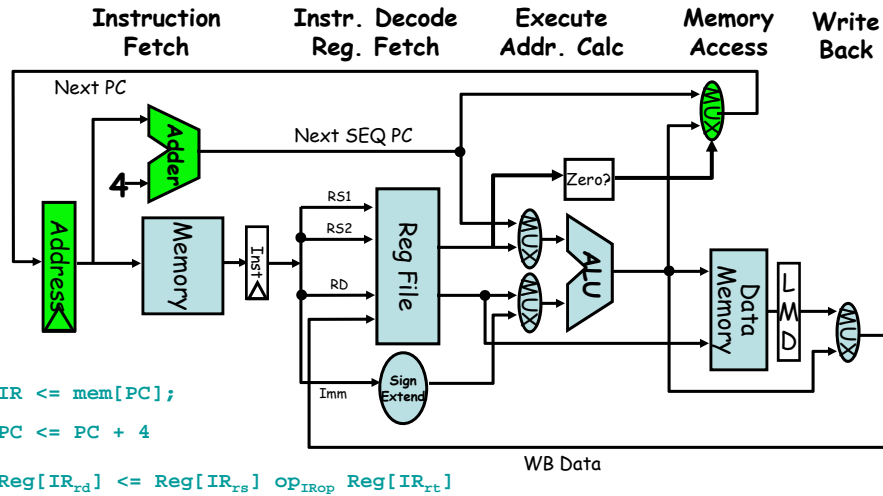 Instruction
Fetch
Instr. Decode
Reg. Fetch
Execute
Addr. Calc
Memory
Access
Write
Back
Next PC
MUX
Adder
Next SEQ PC
4
Zero?
RS1
Address
Memory
Inst
RS2
Reg File
MUX
ALU
RD
MUX
Data
Memory
L
M
D
MUX
Imm
Sign
Extend
IR <= mem[PC];
PC <= PC + 4
WB Data
Reg[IRrd] <= Reg[IRrs] opIRop Reg[IRrt]